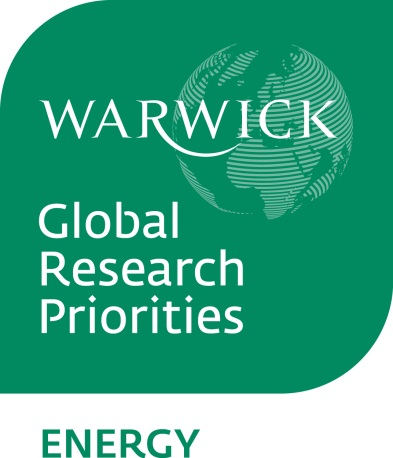 WARWICK
Global
Research
Priorities
ENERGY